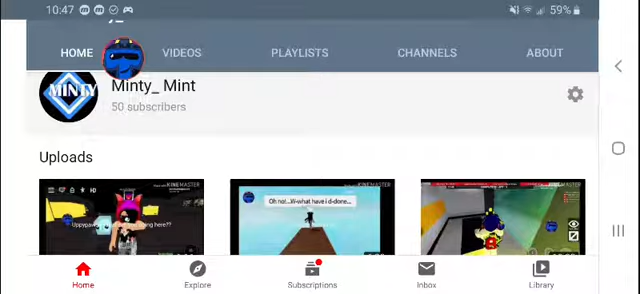 10:47
59%
HOME VIDEOS PLAYLISTS CHANNELS ABOUT
MINTY
Minty_ Mint
50 subscribers
Uploads
KINEMASTER
KINEMASTER
KINEMASTER
Oh no!..W-what have i d-done...
Home Explore Subscriptions Inbox Library